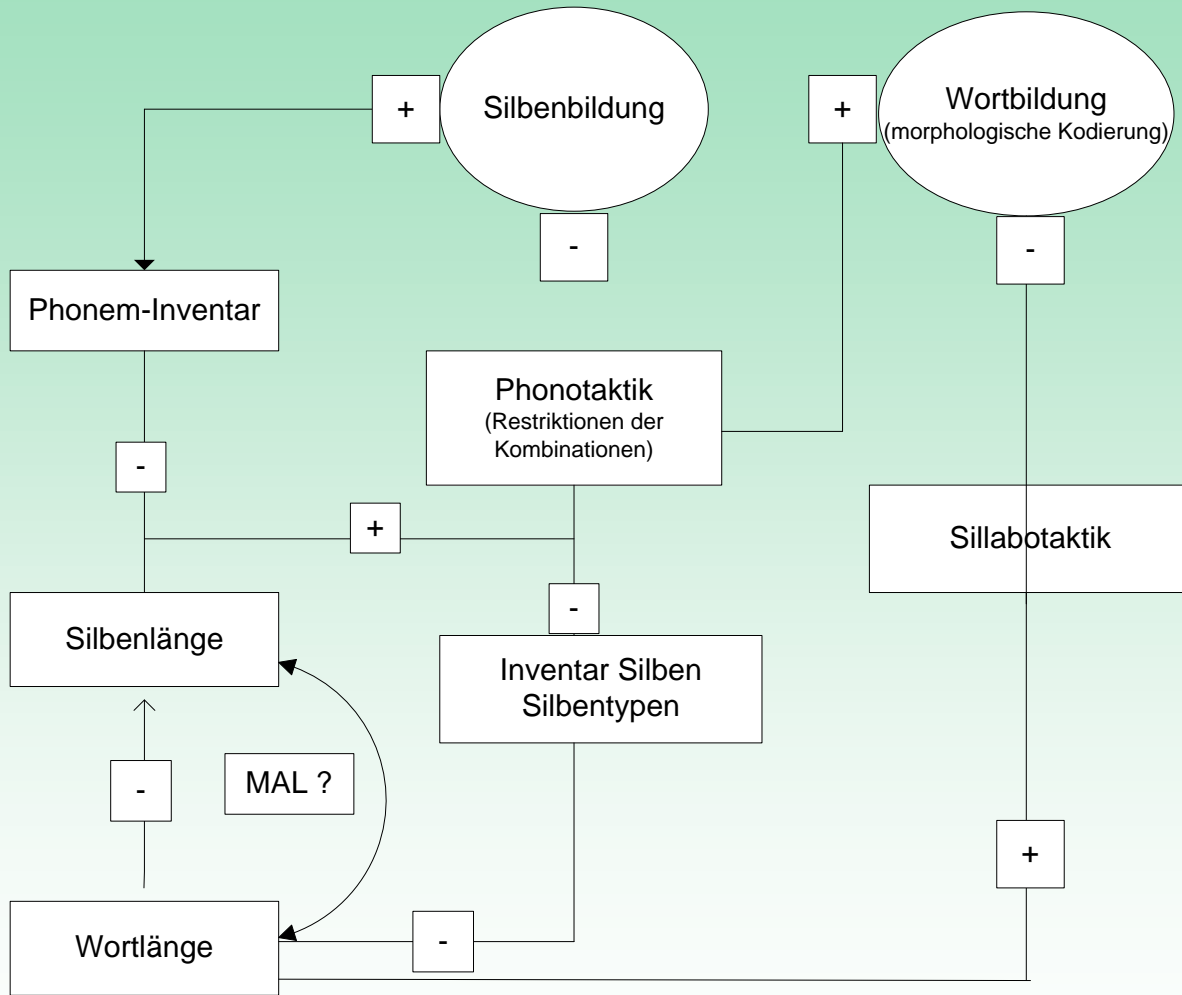 +
Silbenbildung
+
Wortbildung
(morphologische Kodierung)
-
-
Phonem-Inventar
Phonotaktik
(Restriktionen der
Kombinationen)
-
+
Sillabotaktik
-
Silbenlänge
Inventar Silben
Silbentypen
-
MAL ?
+
Wortlänge
-